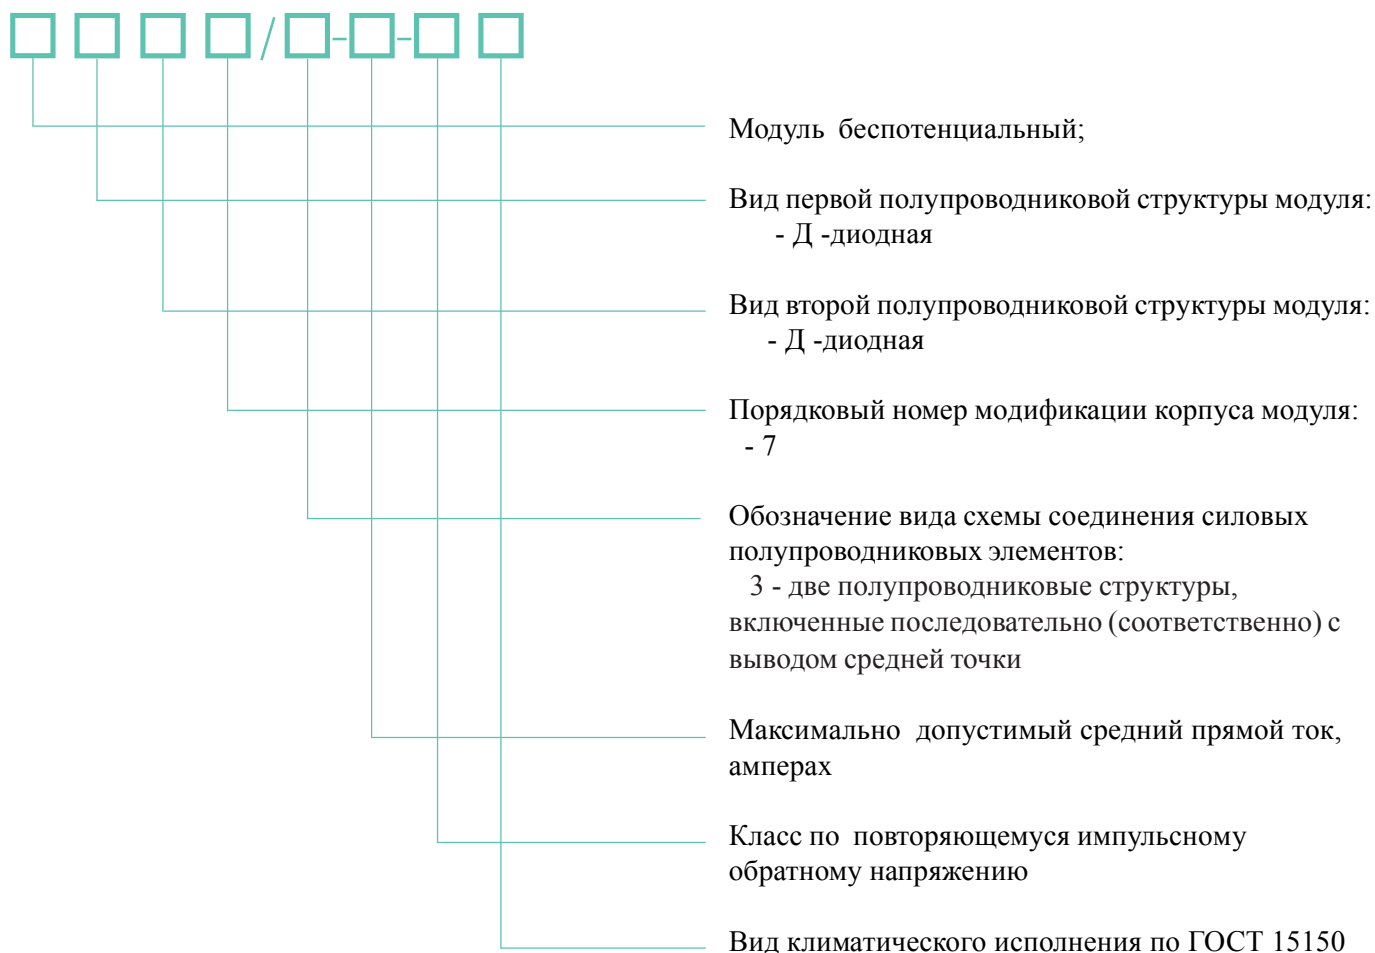 Модуль беспотенциальный;
Вид первой полупроводниковой структуры модуля:
- Д -диодная
Вид второй полупроводниковой структуры модуля:
- Д -диодная
Порядковый номер модификации корпуса модуля:
- 7
Обозначение вида схемы соединения силовых
полупроводниковых элементов:
3 - две полупроводниковые структуры,
включенные последовательно (соответственно) с
выводом средней точки
Максимально допустимый средний прямой ток,
амперах
Класс по повторяющемуся импульсному
обратному напряжению
Вид климатического исполнения по ГОСТ 15150